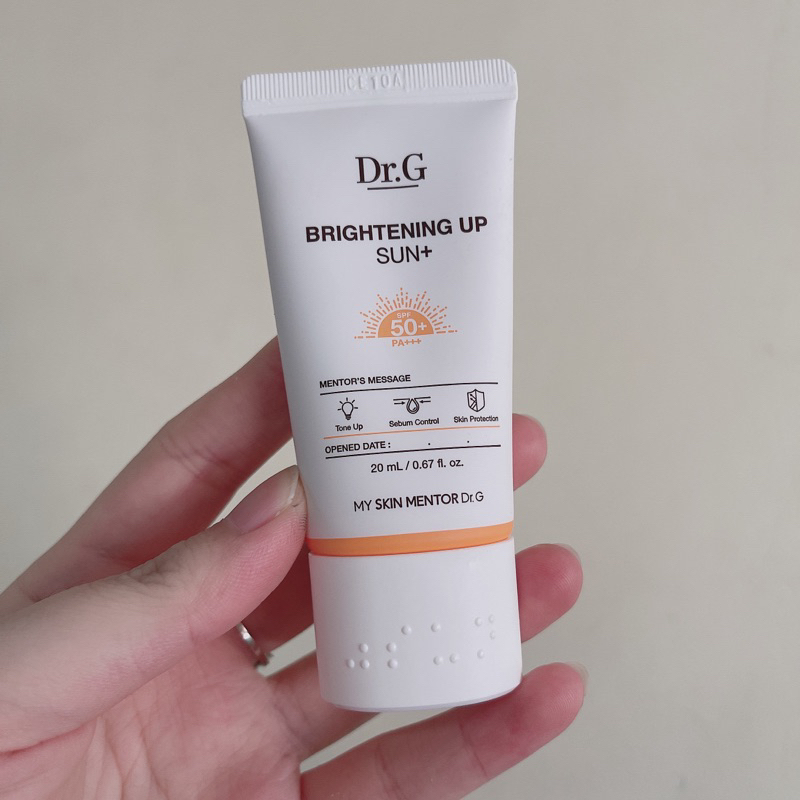 Dr.G
BRIGHTENING UP
SUN+
SPF
50+
PA+++
MENTOR'S MESSAGE
Tone Up
Sebum Control
Skin Protection
OPENED DATE : . .
20 mL / 0.67 fl. oz.
MY SKIN MENTOR Dr.G